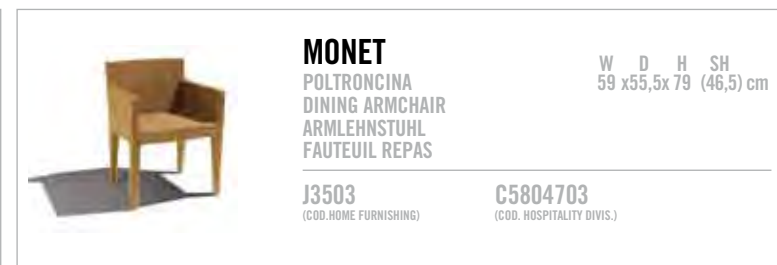 MONET
POLTRONCINA
DINING ARMCHAIR
ARMLEHNSTUHL
FAUTEUIL REPAS
W D H SH
59 x55,5x 79 (46,5) cm
J3503
(COD.HOME FURNISHING)
C5804703
(COD. HOSPITALITY DIVIS.)